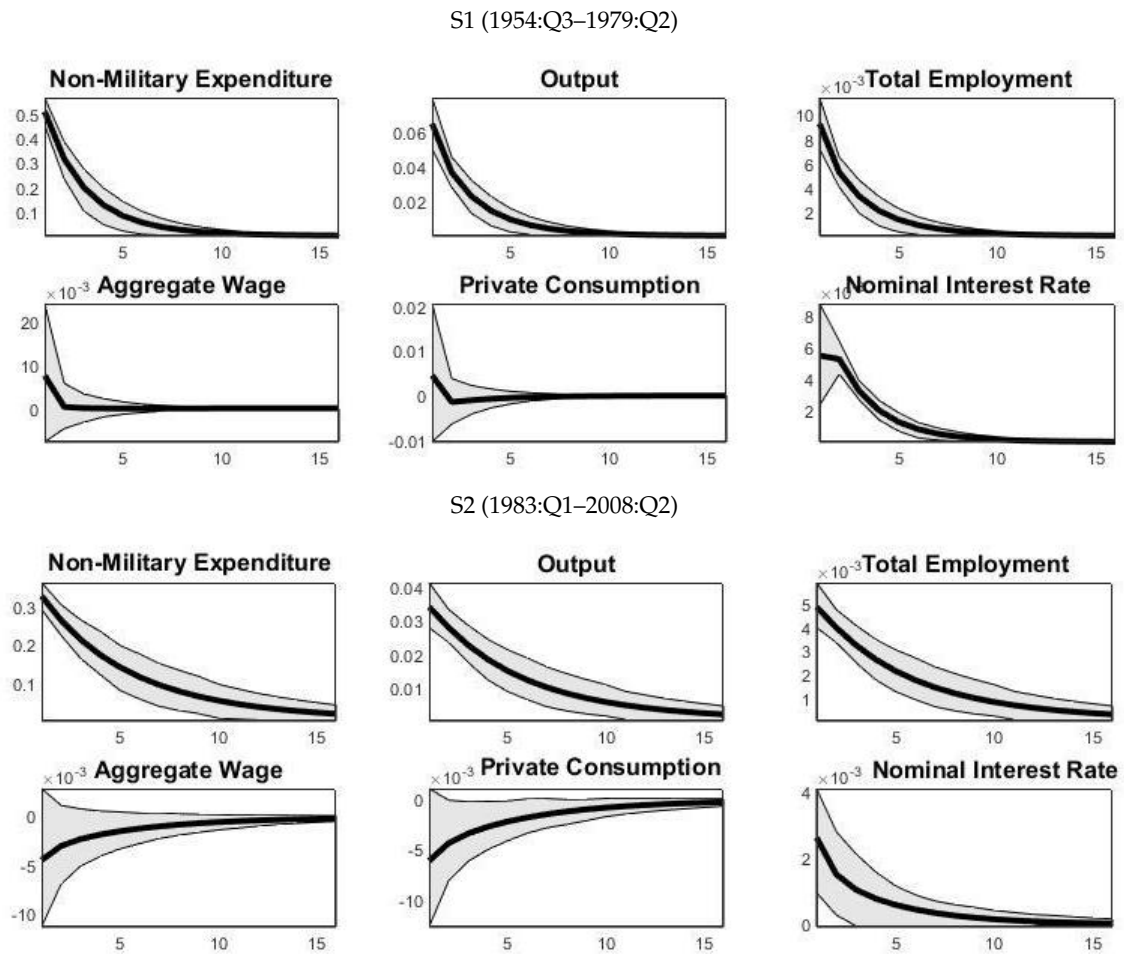 S1 (1954:Q3–1979:Q2)
Non-Military Expenditure
0.5
0.4
0.3
0.2
0.1
5 10 15
Output
0.06
0.04
0.02
5 10 15
×10-3 Total Employment
10
8
6
4
2
5 10 15
×10-3 Aggregate Wage
20
10
0
5 10 15
Private Consumption
0.02
0.01
0
-0.01
5 10 15
×10 Nominal Interest Rate
8
6
4
2
5 10 15
S2 (1983:Q1–2008:Q2)
Non-Military Expenditure
0.3
0.2
0.1
5 10 15
Output
0.04
0.03
0.02
0.01
5 10 15
×10-3 Total Employment
5
4
3
2
1
5 10 15
×10-3 Aggregate Wage
0
-5
-10
5 10 15
×10-3 Private Consumption
0
-5
-10
5 10 15
×10-3 Nominal Interest Rate
4
2
0
5 10 15